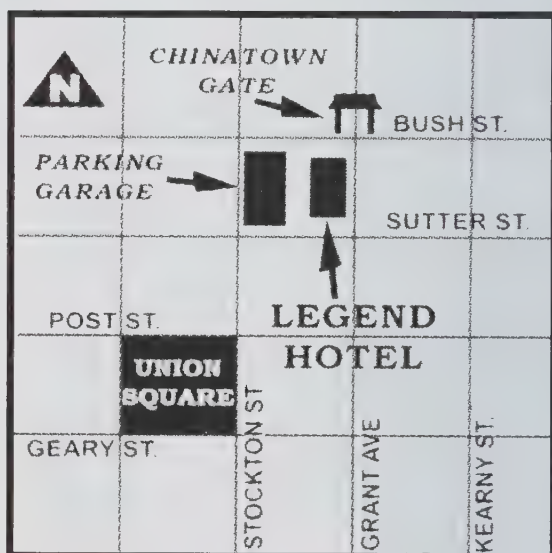 CHINATOWN
GATE
N
BUSH ST.
PARKING
GARAGE
SUTTER ST.
POST ST.
LEGEND
HOTEL
UNION
SQUARE
GEARY ST.
STOCKTON ST
GRANT AVE
KEARNY ST.